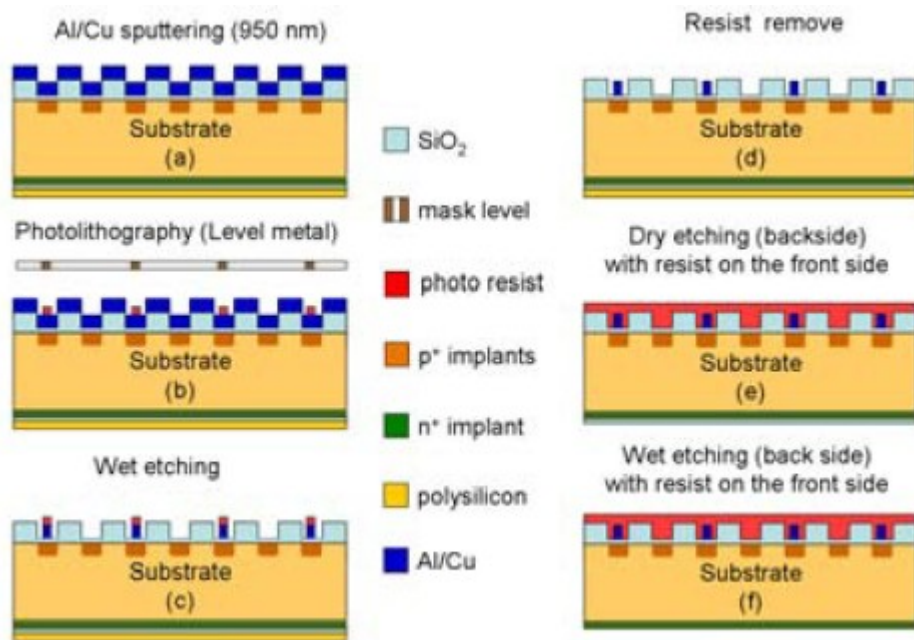 Al/Cu sputtering (950 nm)
Substrate
(a)
Photolithography (Level metal)
Substrate
(b)
Wet etching
Substrate
(c)
SiO₂
mask level
photo resist
p⁺ implants
n⁺ implant
polysilicon
Al/Cu
Resist remove
Substrate
(d)
Dry etching (backside)
with resist on the front side
Substrate
(e)
Wet etching (back side)
with resist on the front side
Substrate
(f)